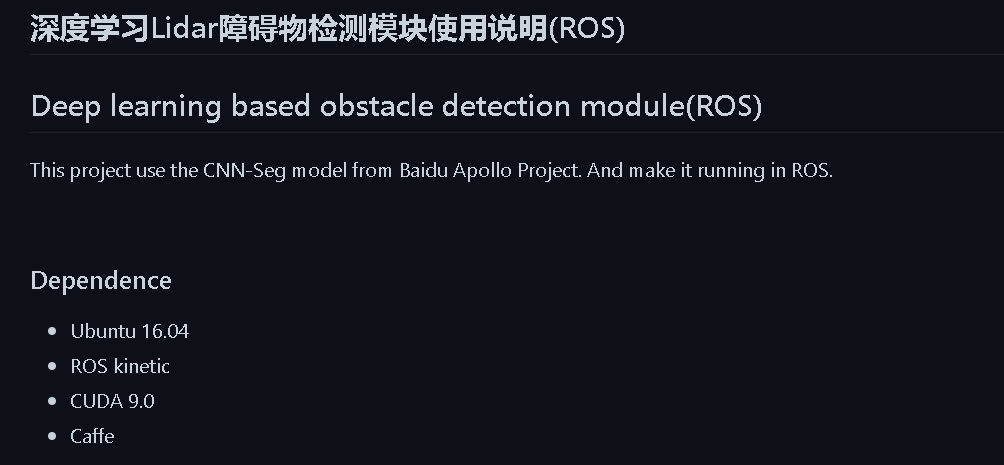 深度学习Lidar障碍物检测模块使用说明(ROS)
Deep learning based obstacle detection module(ROS)
This project use the CNN-Seg model from Baidu Apollo Project. And make it running in ROS.
Dependence
Ubuntu 16.04
ROS kinetic
CUDA 9.0
Caffe